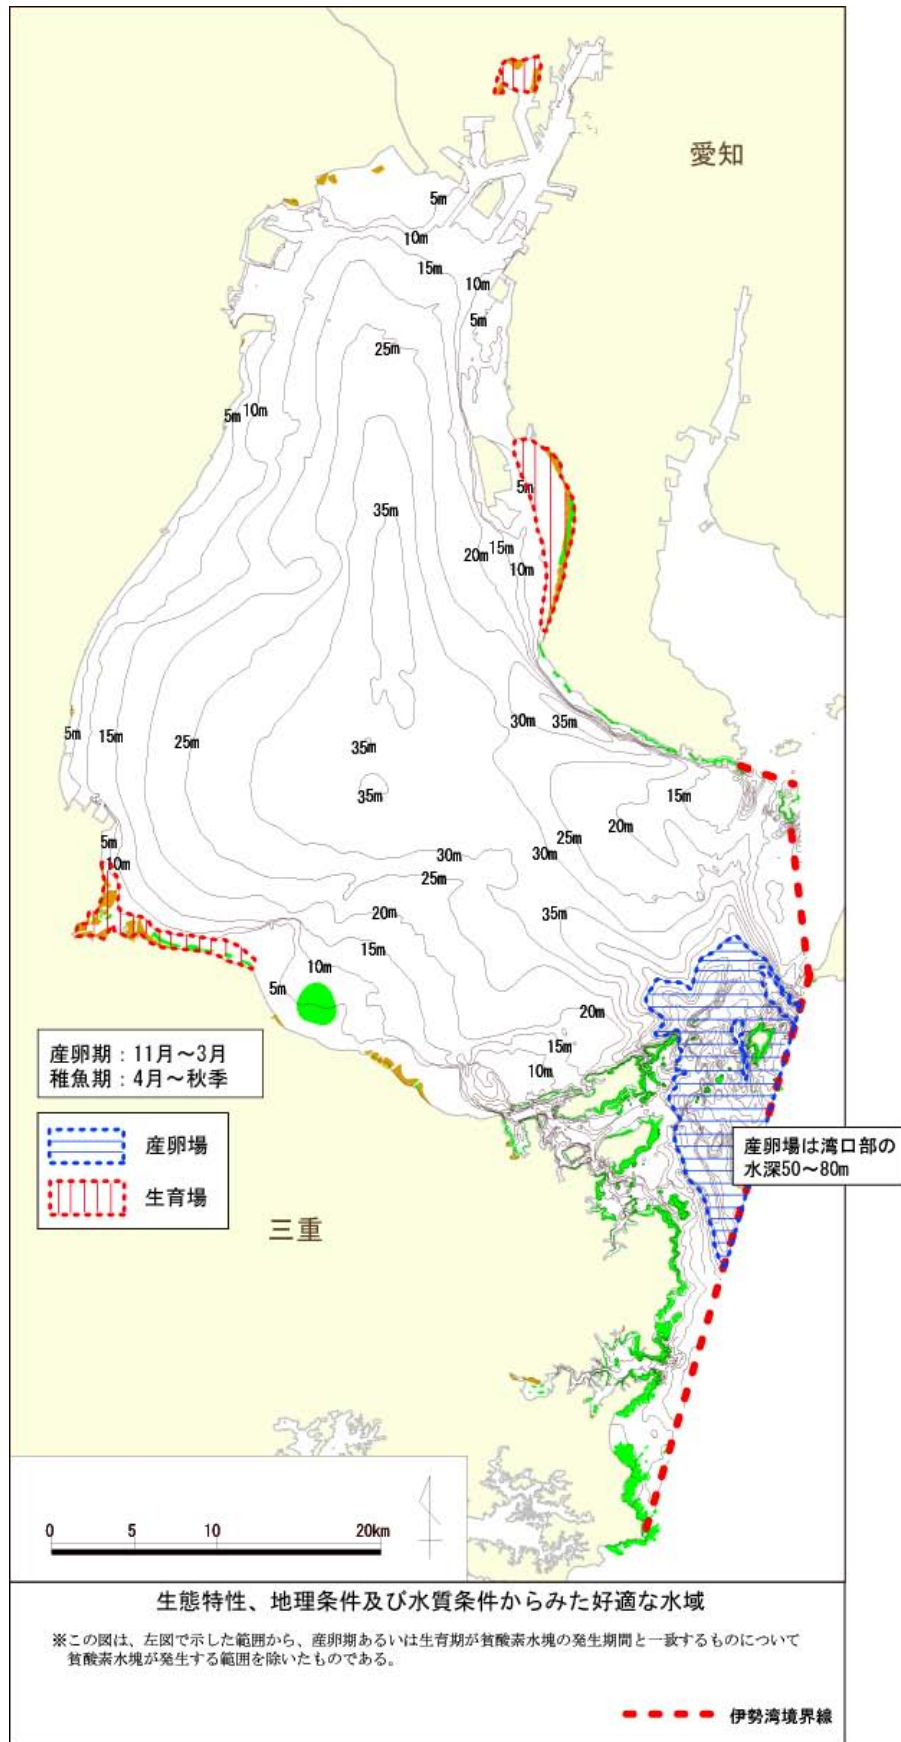 愛知
5m
10m
15m
10m
5m
25m
5m
10m
5m
35m
15m
20m
10m
30m
35m
5m
15m
25m
35m
15m
35m
20m
25m
5m
10m
30m
30m
25m
20m
35m
15m
10m
5m
20m
15m
10m
産卵期：11月～3月
稚魚期：4月～秋季
産卵場
生育場
産卵場は湾口部の
水深50～80m
三重
0 5 10 20km
生態特性、地理条件及び水質条件からみた好適な水域
※この図は、左図で示した範囲から、産卵期あるいは生育期が貧酸素水塊の発生期間と一致するものについて
貧酸素水塊が発生する範囲を除いたものである。
伊勢湾境界線